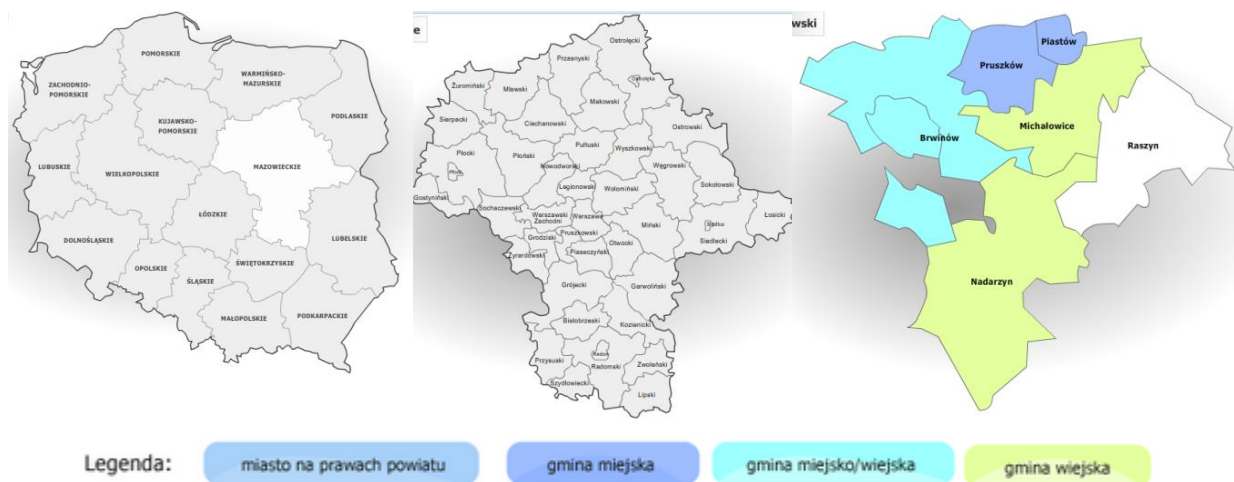 POMORSKIE
ZACHODNIO-
POMORSKIE
WARMIŃSKO-
MAZURSKIE
KUJAWSKO-
POMORSKIE
PODLASKIE
LUBUSKIE
WIELKOPOLSKIE
MAZOWIECKIE
ŁÓDZKIE
DOLNOŚLĄSKIE
LUBELSKIE
OPOLSKIE
ŚLĄSKIE
ŚWIĘTOKRZYSKIE
MAŁOPOLSKIE
PODKARPACKIE
e
Ostrołęcki
Przasnyski
Ostrołęka
Żuromiński
Mławski
Makowski
Sierpecki
Ciechanowski
Ostrowski
Pułtuski
Wyszkowski
Płocki
Płoński
Nowodworski
Węgrowski
Gostyniński
Legionowski
Wołomiński
Sokołowski
Sochaczewski
Warszawski
Zachodni
Warszawa
Miński
Siedlce
Łosicki
Grodziski
Pruszkowski
Otwocki
Siedlecki
Żyrardowski
Piaseczyński
Grójecki
Garwoliński
Białobrzeski
Kozienicki
Przysuski
Radom
Radomski
Zwoleński
Szydłowiecki
Lipski
wski
Piastów
Pruszków
Brwinów
Michałowice
Raszyn
Nadarzyn
Legenda:
miasto na prawach powiatu
gmina miejska
gmina miejsko/wiejska
gmina wiejska